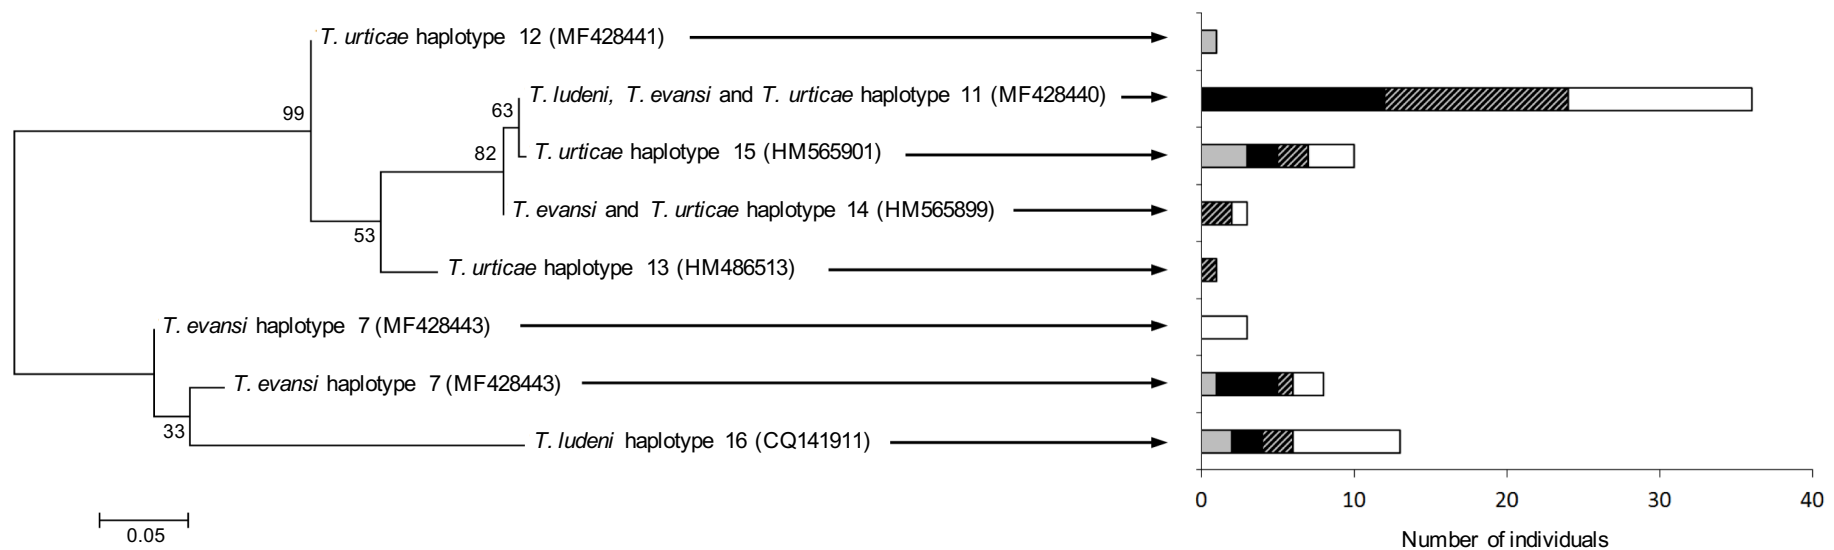 T. urticae haplotype 12 (MF428441)
T. ludeni, T. evansi and T. urticae haplotype 11 (MF428440)
63
99
T. urticae haplotype 15 (HM565901)
82
T. evansi and T. urticae haplotype 14 (HM565899)
53
T. urticae haplotype 13 (HM486513)
T. evansi haplotype 7 (MF428443)
T. evansi haplotype 7 (MF428443)
33
T. ludeni haplotype 16 (CQ141911)
0 10 20 30 40
0.05
Number of individuals